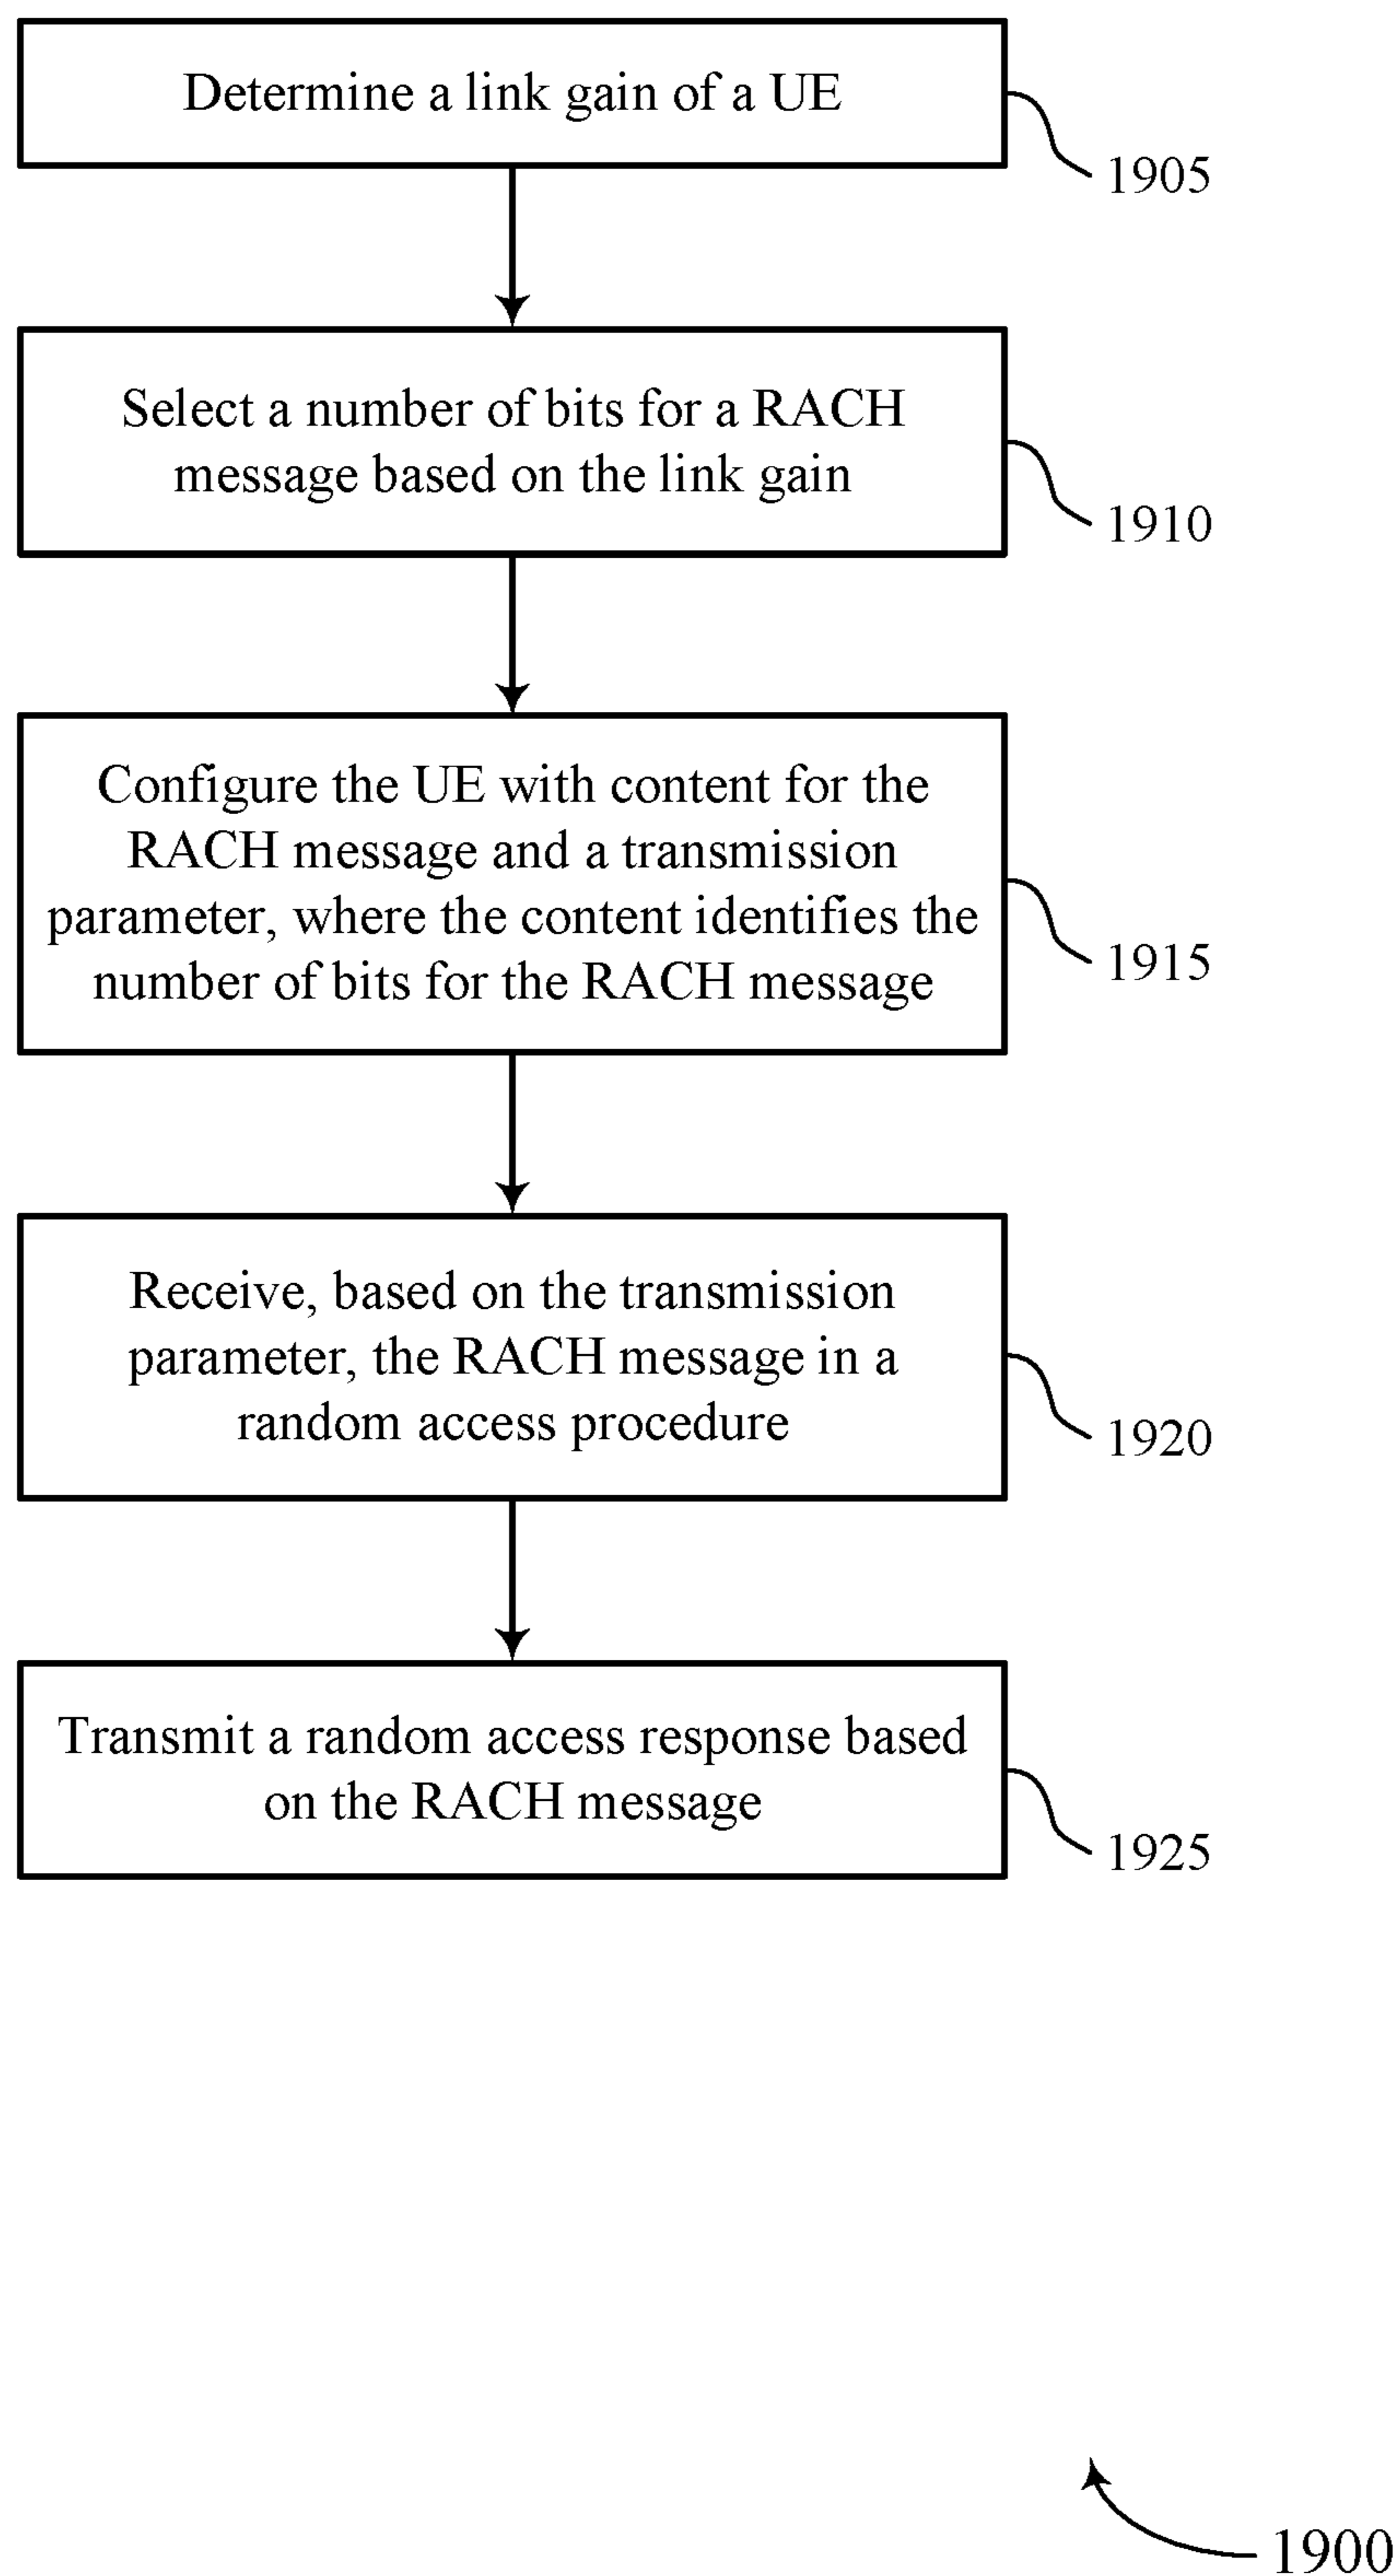 Determine a link gain of a UE
1905
Select a number of bits for a RACH
message based on the link gain
1910
Configure the UE with content for the
RACH message and a transmission
parameter, where the content identifies the
number of bits for the RACH message
1915
Receive, based on the transmission
parameter, the RACH message in a
random access procedure
1920
Transmit a random access response based
on the RACH message
1925
1900